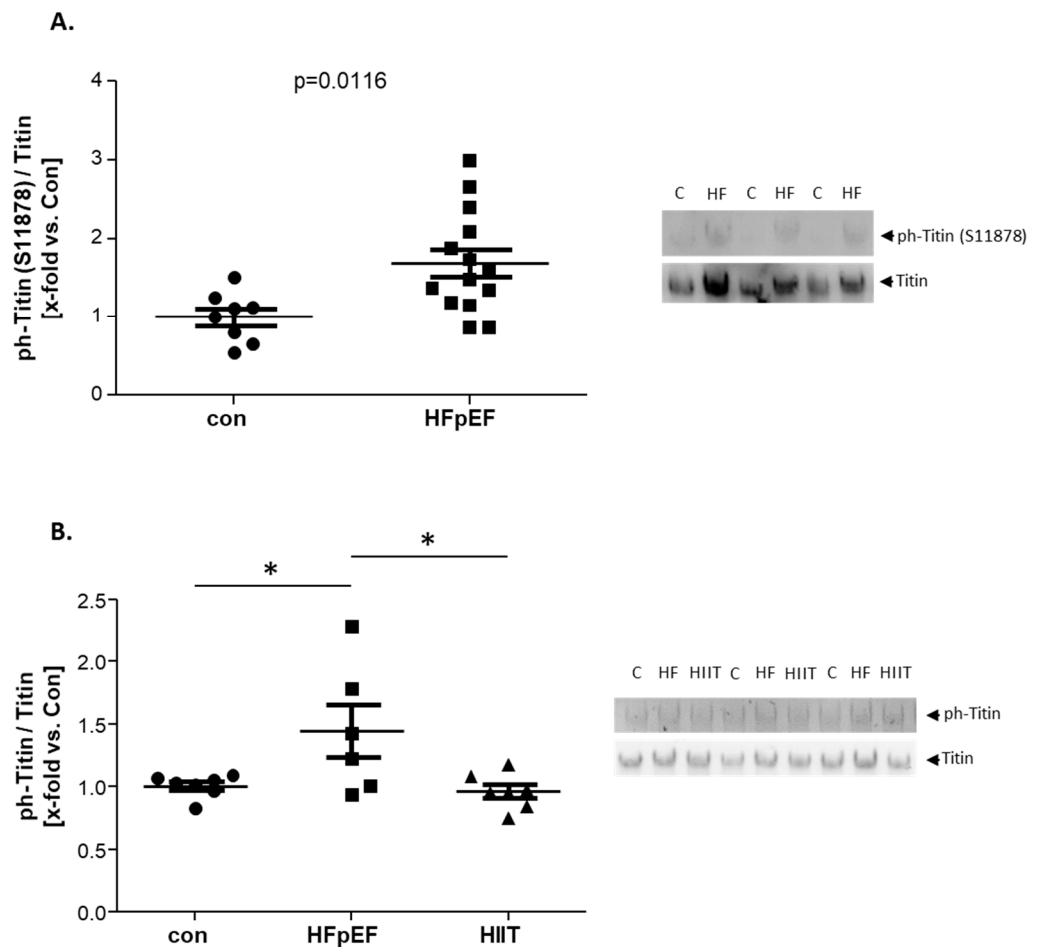 A.
ph-Titin (S11878) / Titin
[x-fold vs. Con]
4
3
2
1
0
p=0.0116
con
HFpEF
C HF C HF C HF
ph-Titin (S11878)
Titin
B.
ph-Titin / Titin
[x-fold vs. Con]
2.5
2.0
1.5
1.0
0.5
0.0
*
*
con
HFpEF
HIIT
C HF HIIT C HF HIIT C HF HIIT
ph-Titin
Titin